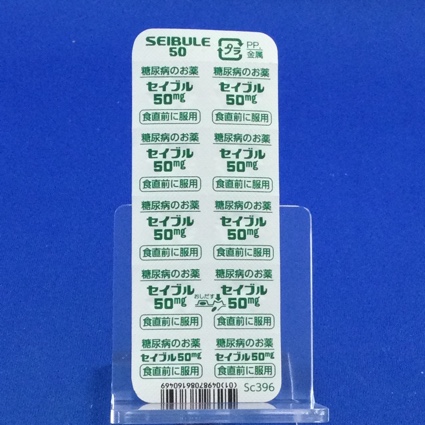 SEIBULE
50
プラ
PP,
金属
糖尿病のお薬 糖尿病のお薬
セイブル セイブル
50mg 50mg
食直前に服用 食直前に服用
糖尿病のお薬 糖尿病のお薬
セイブル セイブル
50mg 50mg
食直前に服用 食直前に服用
糖尿病のお薬 糖尿病のお薬
セイブル セイブル
50mg 50mg
食直前に服用 食直前に服用
糖尿病のお薬 糖尿病のお薬
セイブル おしだす セイブル
50mg 50mg
食直前に服用 食直前に服用
糖尿病のお薬 糖尿病のお薬
セイブル50mg セイブル50mg
食直前に服用 食直前に服用
(01)04987086160469
Sc396